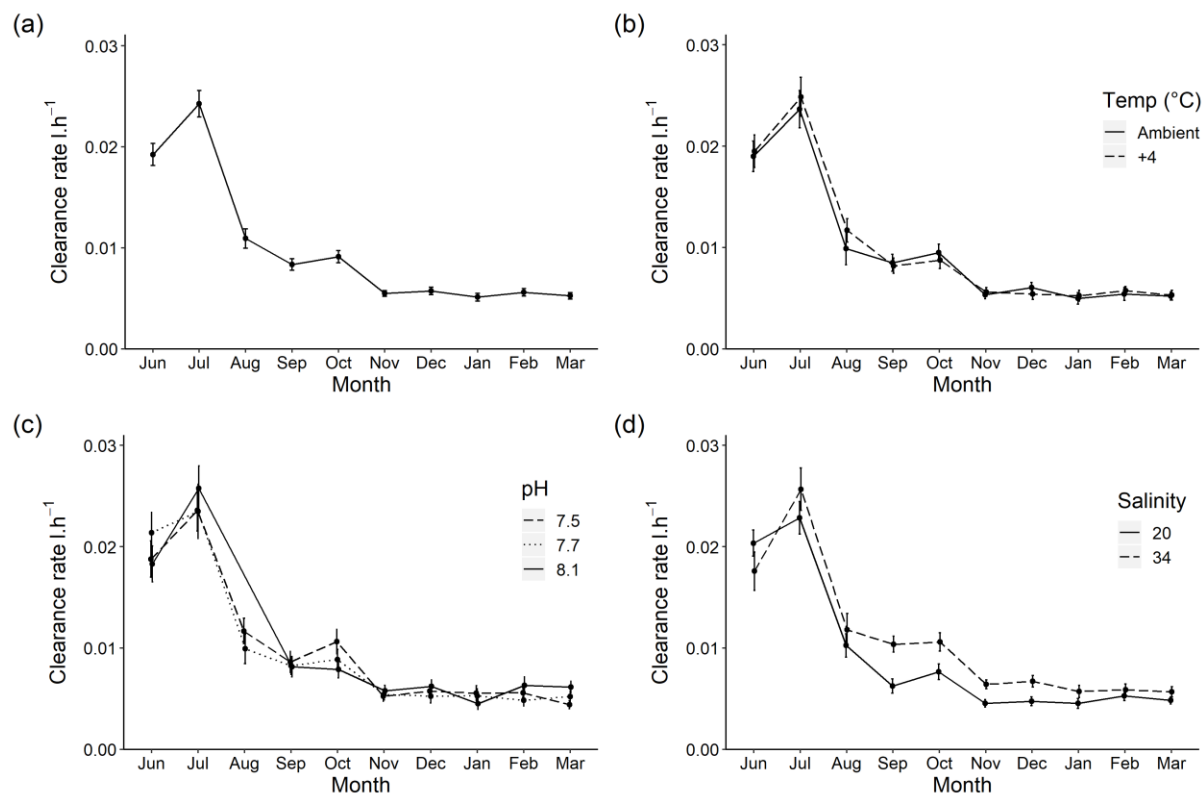 (a)
0.03
0.02
0.01
0.00
Clearance rate l.h⁻¹
Jun Jul Aug Sep Oct Nov Dec Jan Feb Mar
Month
(b)
0.03
0.02
0.01
0.00
Clearance rate l.h⁻¹
Jun Jul Aug Sep Oct Nov Dec Jan Feb Mar
Month
Temp (°C)
Ambient
+4
(c)
0.03
0.02
0.01
0.00
Clearance rate l.h⁻¹
Jun Jul Aug Sep Oct Nov Dec Jan Feb Mar
Month
pH
7.5
7.7
8.1
(d)
0.03
0.02
0.01
0.00
Clearance rate l.h⁻¹
Jun Jul Aug Sep Oct Nov Dec Jan Feb Mar
Month
Salinity
20
34